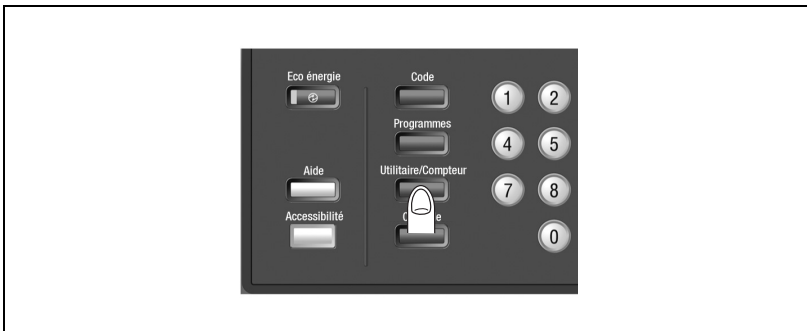 Eco énergie
Code
1
2
Programmes
4
5
Aide
Utilitaire/Compteur
7
8
Accessibilité
0